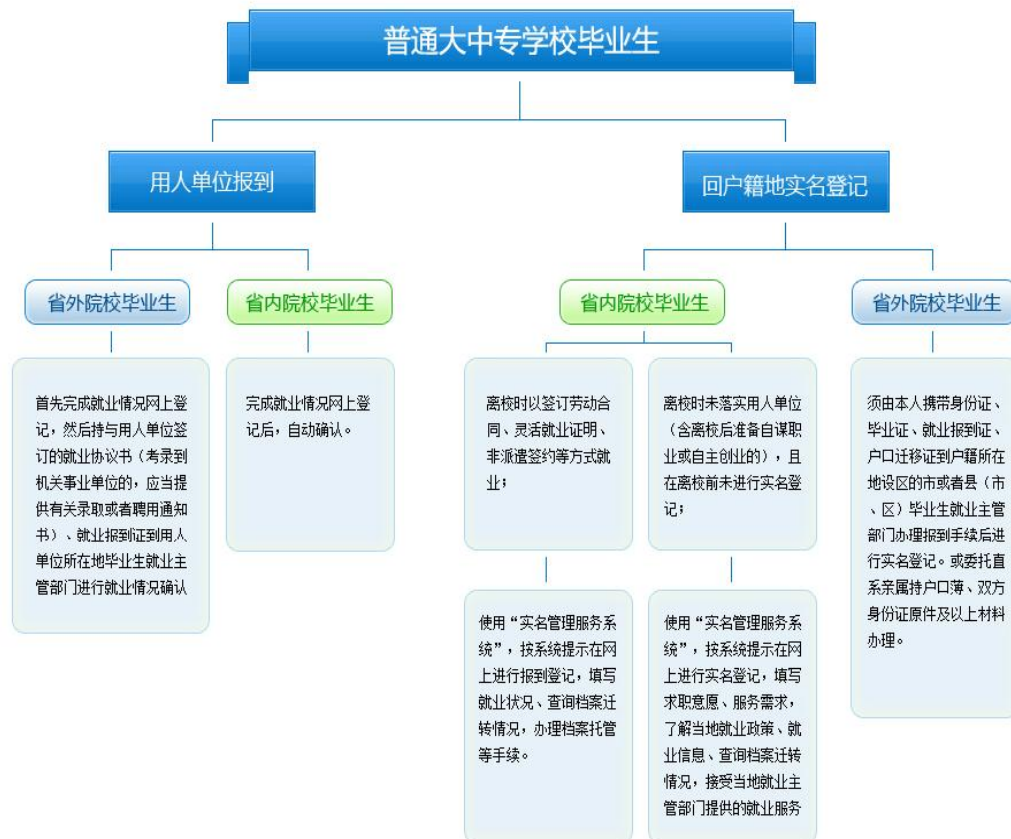 普通大中专学校毕业生
用人单位报到
回户籍地实名登记
省外院校毕业生
省内院校毕业生
省内院校毕业生
省外院校毕业生
首先完成就业情况网上登
记，然后持与用人单位签
订的就业协议书（考录到
机关事业单位的，应当提
供有关录取或者聘用通知
书）、就业报到证到用人
单位所在地毕业生就业主
管部门进行就业情况确认
完成就业情况网上登
记后，自动确认。
离校时以签订劳动合
同、灵活就业证明、
非派遣签约等方式就
业；
离校时未落实用人单位
（含离校后准备自谋职
业或自主创业的），且
在离校前未进行实名登
记；
须由本人携带身份证、
毕业证、就业报到证、
户口迁移证到户籍所在
地设区的市或者县（市
、区）毕业生就业主管
部门办理报到手续后进
行实名登记。或委托直
系亲属持户口薄、双方
身份证原件及以上材料
办理。
使用“实名管理服务系
统”，按系统提示在网
上进行报到登记，填写
就业状况、查询档案迁
转情况，办理档案托管
等手续。
使用“实名管理服务系
统”，按系统提示在网
上进行实名登记，填写
求职意愿、服务需求，
了解当地就业政策、就
业信息、查询档案迁转
情况，接受当地就业主
管部门提供的就业服务